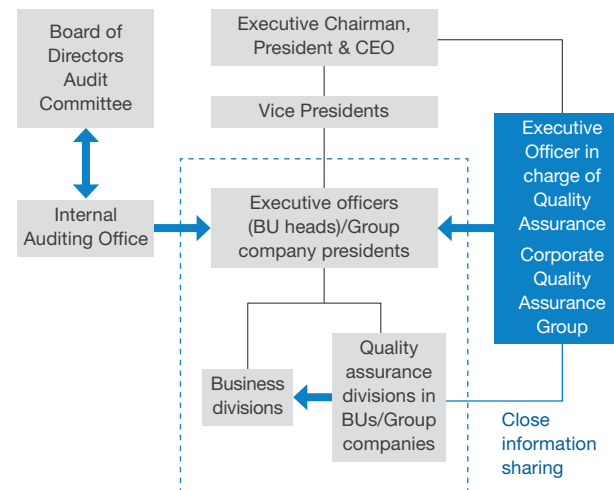 Board of
Directors
Audit
Committee
Executive Chairman,
President & CEO
Vice Presidents
Internal
Auditing Office
Executive officers
(BU heads)/Group
company presidents
Executive
Officer in
charge of
Quality
Assurance
Corporate
Quality
Assurance
Group
Business
divisions
Quality
assurance
divisions in
BUs/Group
companies
Close
information
sharing